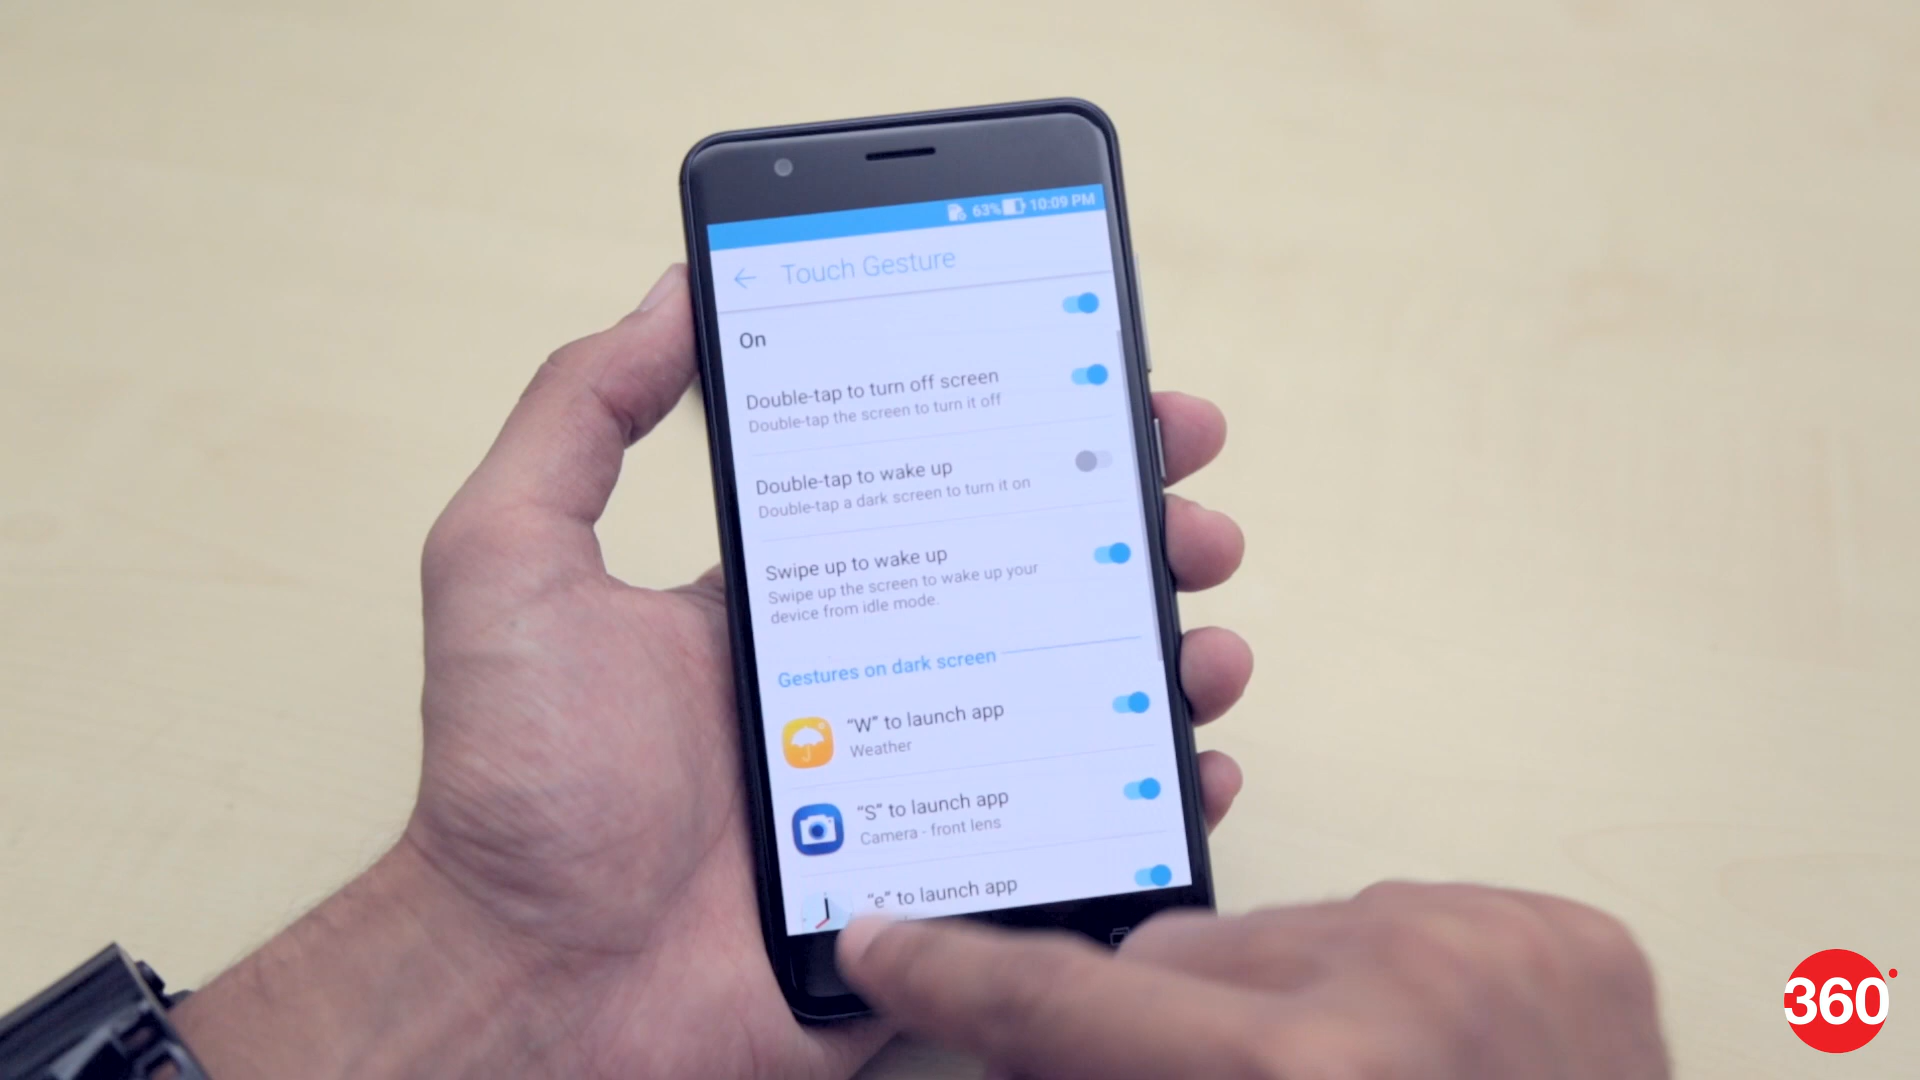 63% 10:09 PM
Touch Gesture
On
Double-tap to turn off screen
Double-tap the screen to turn it off
Double-tap to wake up
Double-tap a dark screen to turn it on
Swipe up to wake up
Swipe up the screen to wake up your
device from idle mode.
Gestures on dark screen
“W” to launch app
Weather
“S” to launch app
Camera - front lens
“e” to launch app
360